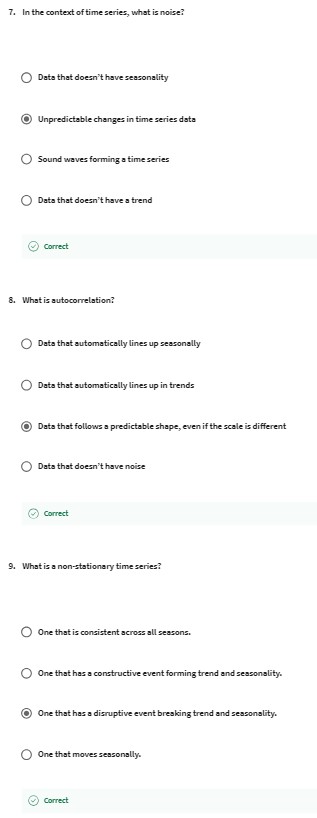 7. In the context of time series, what is noise?
Data that doesn't have seasonality
Unpredictable changes in time series data
Sound waves forming a time series
Data that doesn't have a trend
Correct
8. What is autocorrelation?
Data that automatically lines up seasonally
Data that automatically lines up in trends
Data that follows a predictable shape, even if the scale is different
Data that doesn't have noise
Correct
9. What is a non-stationary time series?
One that is consistent across all seasons.
One that has a constructive event forming trend and seasonality.
One that has a disruptive event breaking trend and seasonality.
One that moves seasonally.
Correct